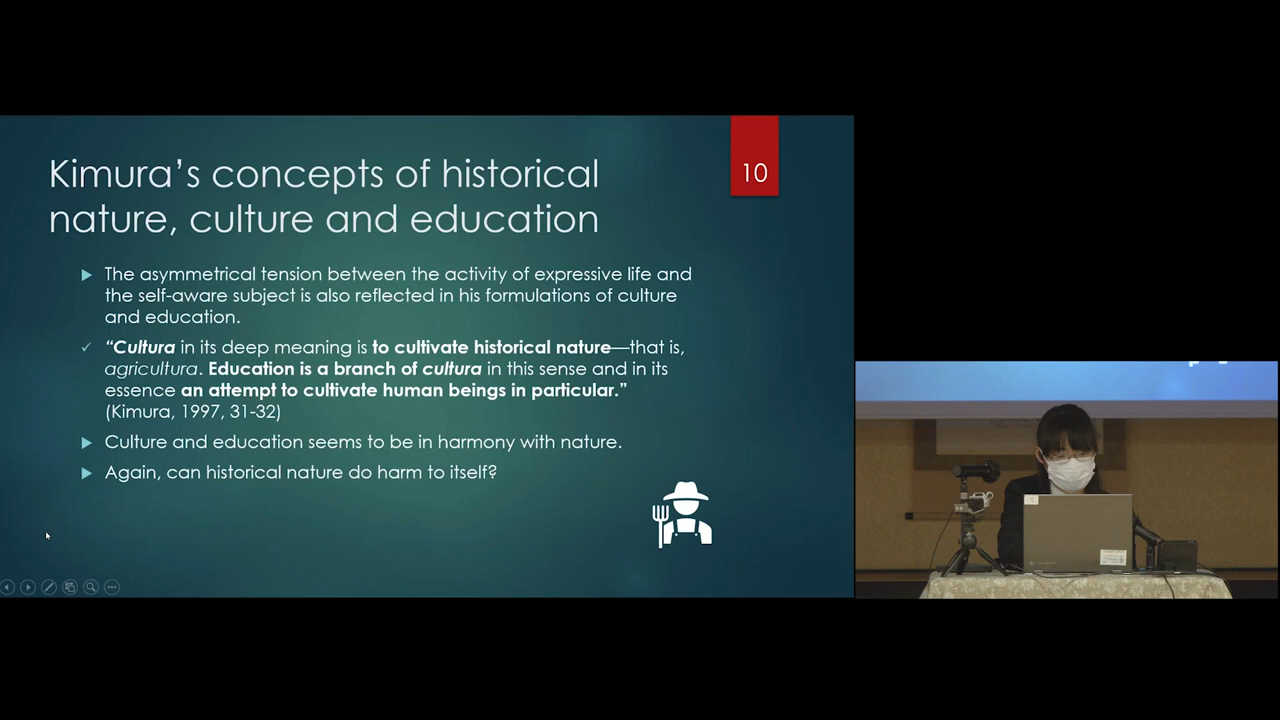 Kimura's concepts of historical
nature, culture and education
10
The asymmetrical tension between the activity of expressive life and
the self-aware subject is also reflected in his formulations of culture
and education.
“Cultura in its deep meaning is to cultivate historical nature—that is,
agricultura. Education is a branch of cultura in this sense and in its
essence an attempt to cultivate human beings in particular.”
(Kimura, 1997, 31-32)
Culture and education seems to be in harmony with nature.
Again, can historical nature do harm to itself?